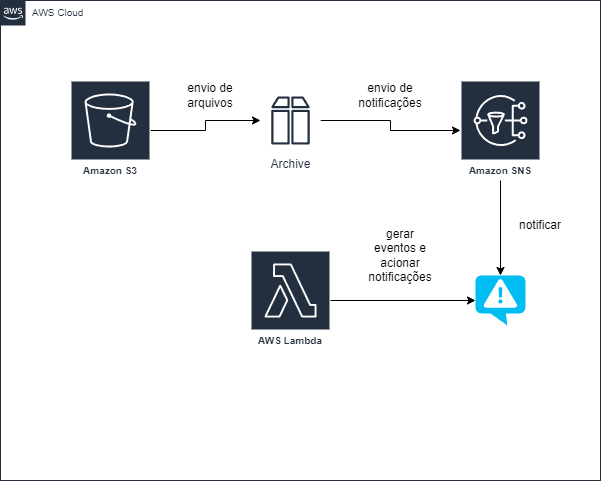 aws
AWS Cloud
envio de
arquivos
envio de
notificações
Amazon S3
Archive
Amazon SNS
notificar
gerar
eventos e
acionar
notificações
AWS Lambda